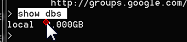 http://groups.google.com/
> show dbs
local .000GB
>